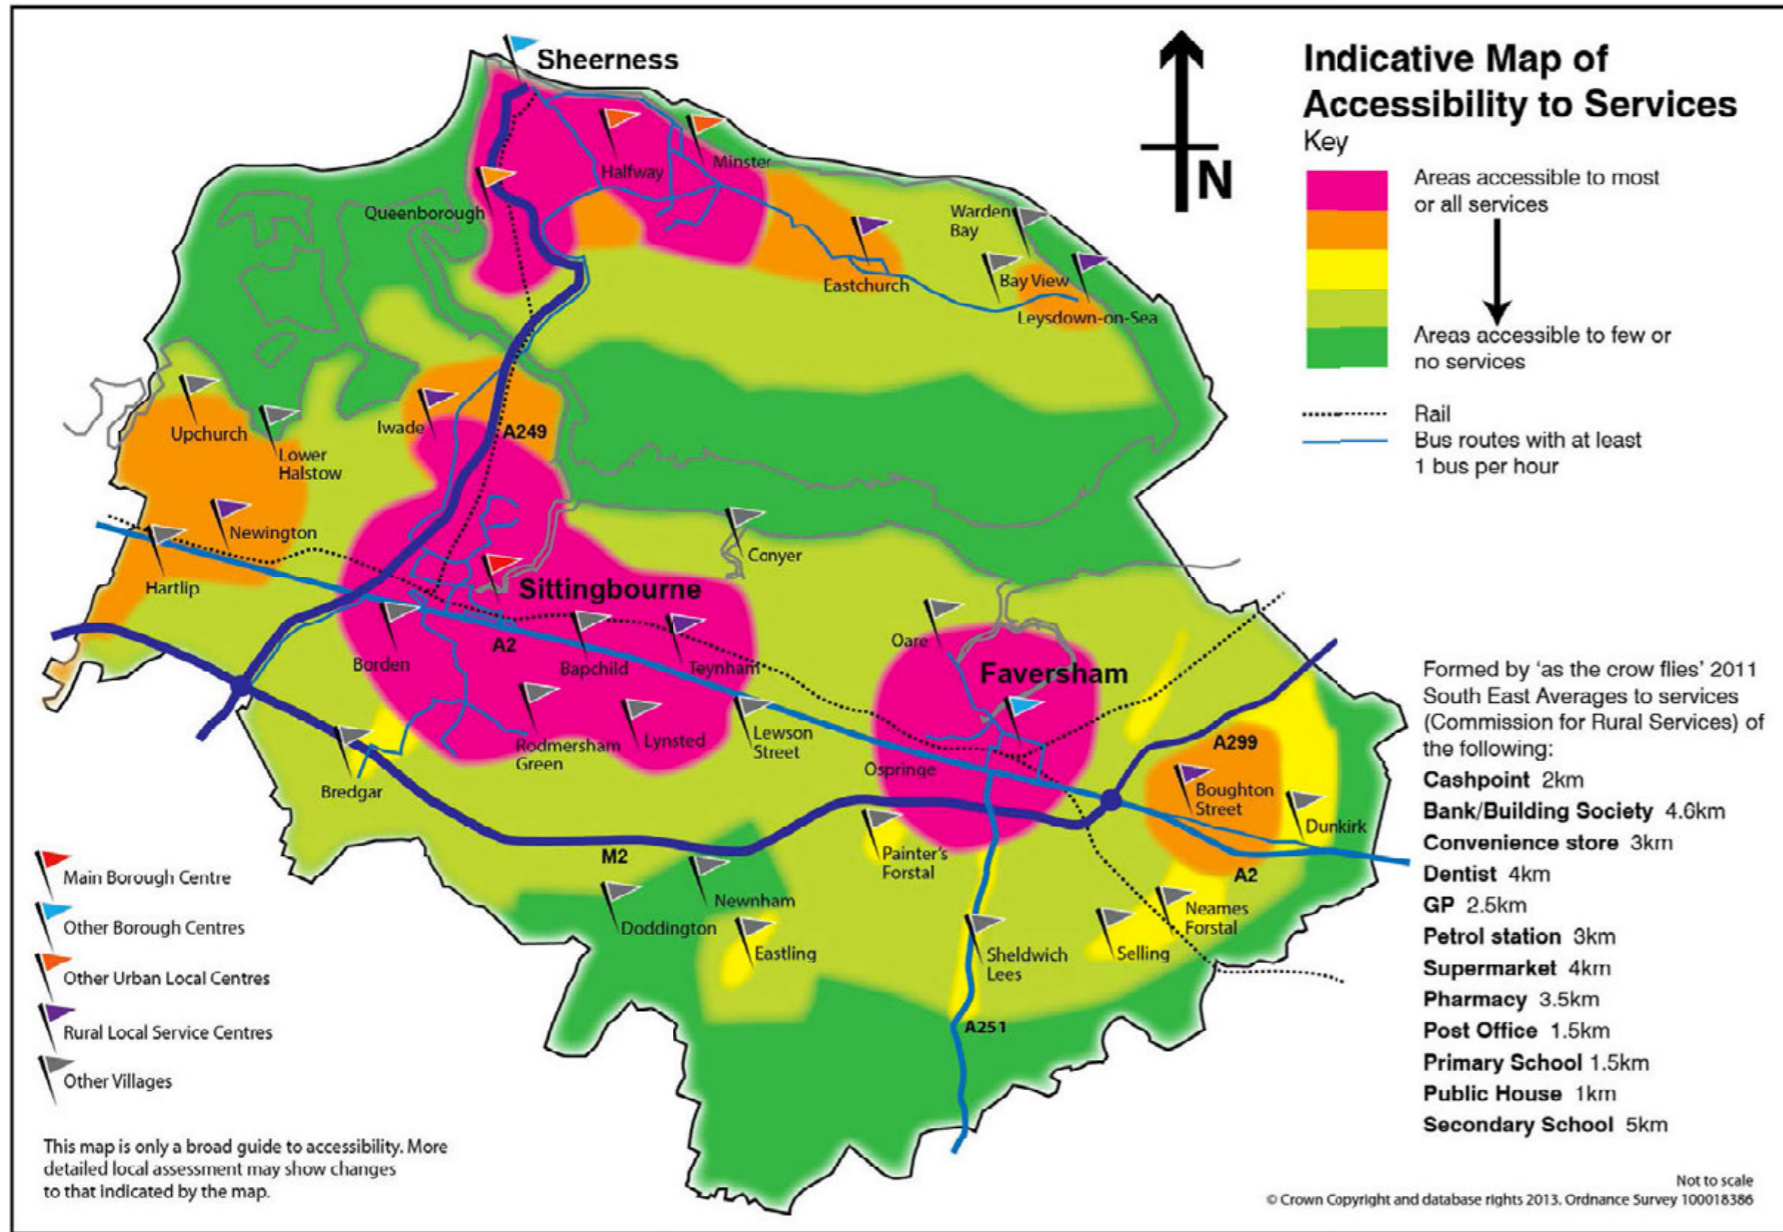 Indicative Map of
Accessibility to Services
Key
Areas accessible to most
or all services
Areas accessible to few or
no services
Rail
Bus routes with at least
1 bus per hour
N
Sheerness
Halfway
Minster
Queenborough
Warden
Bay
Eastchurch
Bay View
Leysdown-on-Sea
Iwade
A249
Upchurch
Lower
Halstow
Newington
Hartlip
Conyer
Sittingbourne
Borden
A2
Bapchild
Teynham
Oare
Faversham
Rodmersham
Green
Lynsted
Lewson
Street
Ospringe
A299
Boughton
Street
Dunkirk
Bredgar
M2
Painter's
Forstal
A2
Newnham
Doddington
Eastling
Sheldwich
Lees
Selling
Neames
Forstal
A251
Formed by ‘as the crow flies’ 2011
South East Averages to services
(Commission for Rural Services) of
the following:
Cashpoint 2km
Bank/Building Society 4.6km
Convenience store 3km
Dentist 4km
GP 2.5km
Petrol station 3km
Supermarket 4km
Pharmacy 3.5km
Post Office 1.5km
Primary School 1.5km
Public House 1km
Secondary School 5km
Main Borough Centre
Other Borough Centres
Other Urban Local Centres
Rural Local Service Centres
Other Villages
This map is only a broad guide to accessibility. More
detailed local assessment may show changes
to that indicated by the map.
Not to scale
© Crown Copyright and database rights 2013. Ordnance Survey 100018386